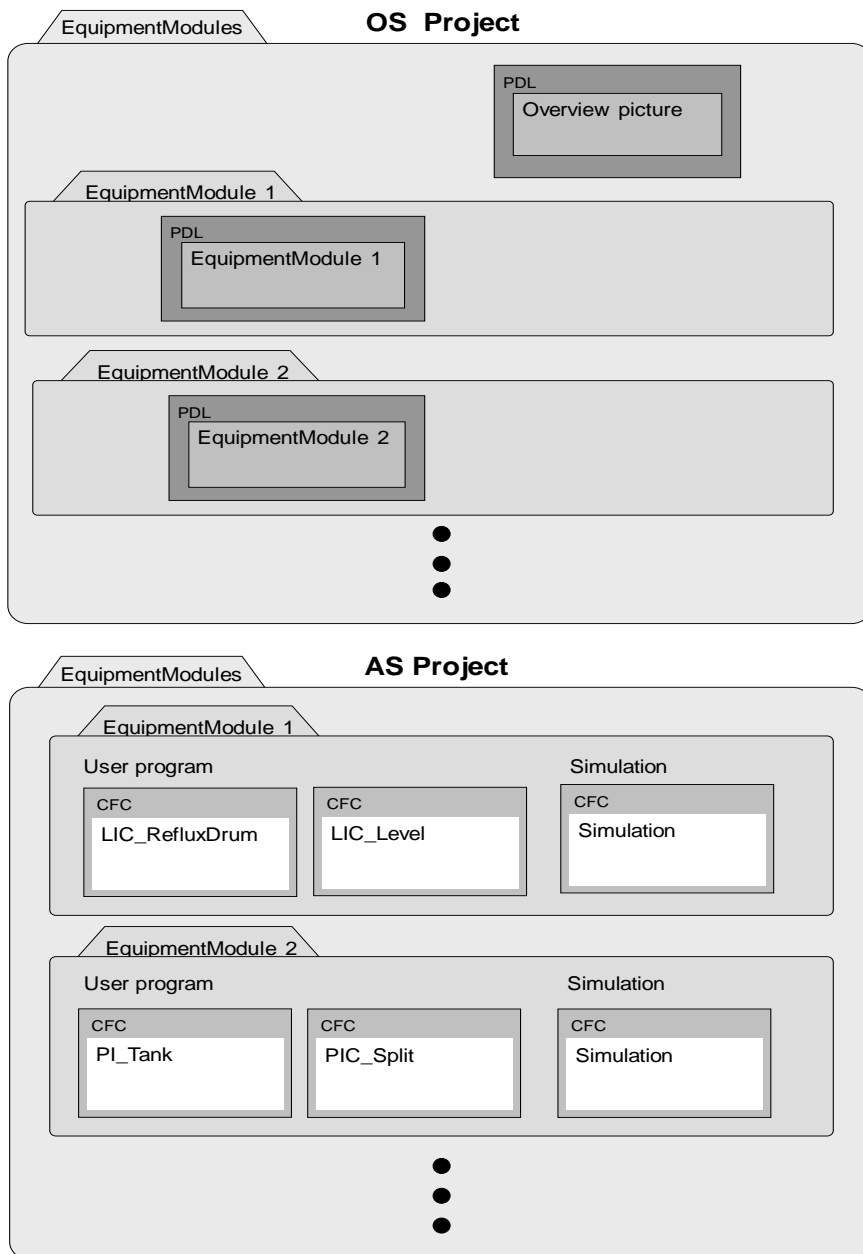 OS Project
EquipmentModules
PDL
Overview picture
EquipmentModule 1
PDL
EquipmentModule 1
EquipmentModule 2
PDL
EquipmentModule 2
AS Project
EquipmentModules
EquipmentModule 1
User program
Simulation
CFC
LIC_RefluxDrum
CFC
LIC_Level
CFC
Simulation
EquipmentModule 2
User program
Simulation
CFC
PI_Tank
CFC
PIC_Split
CFC
Simulation